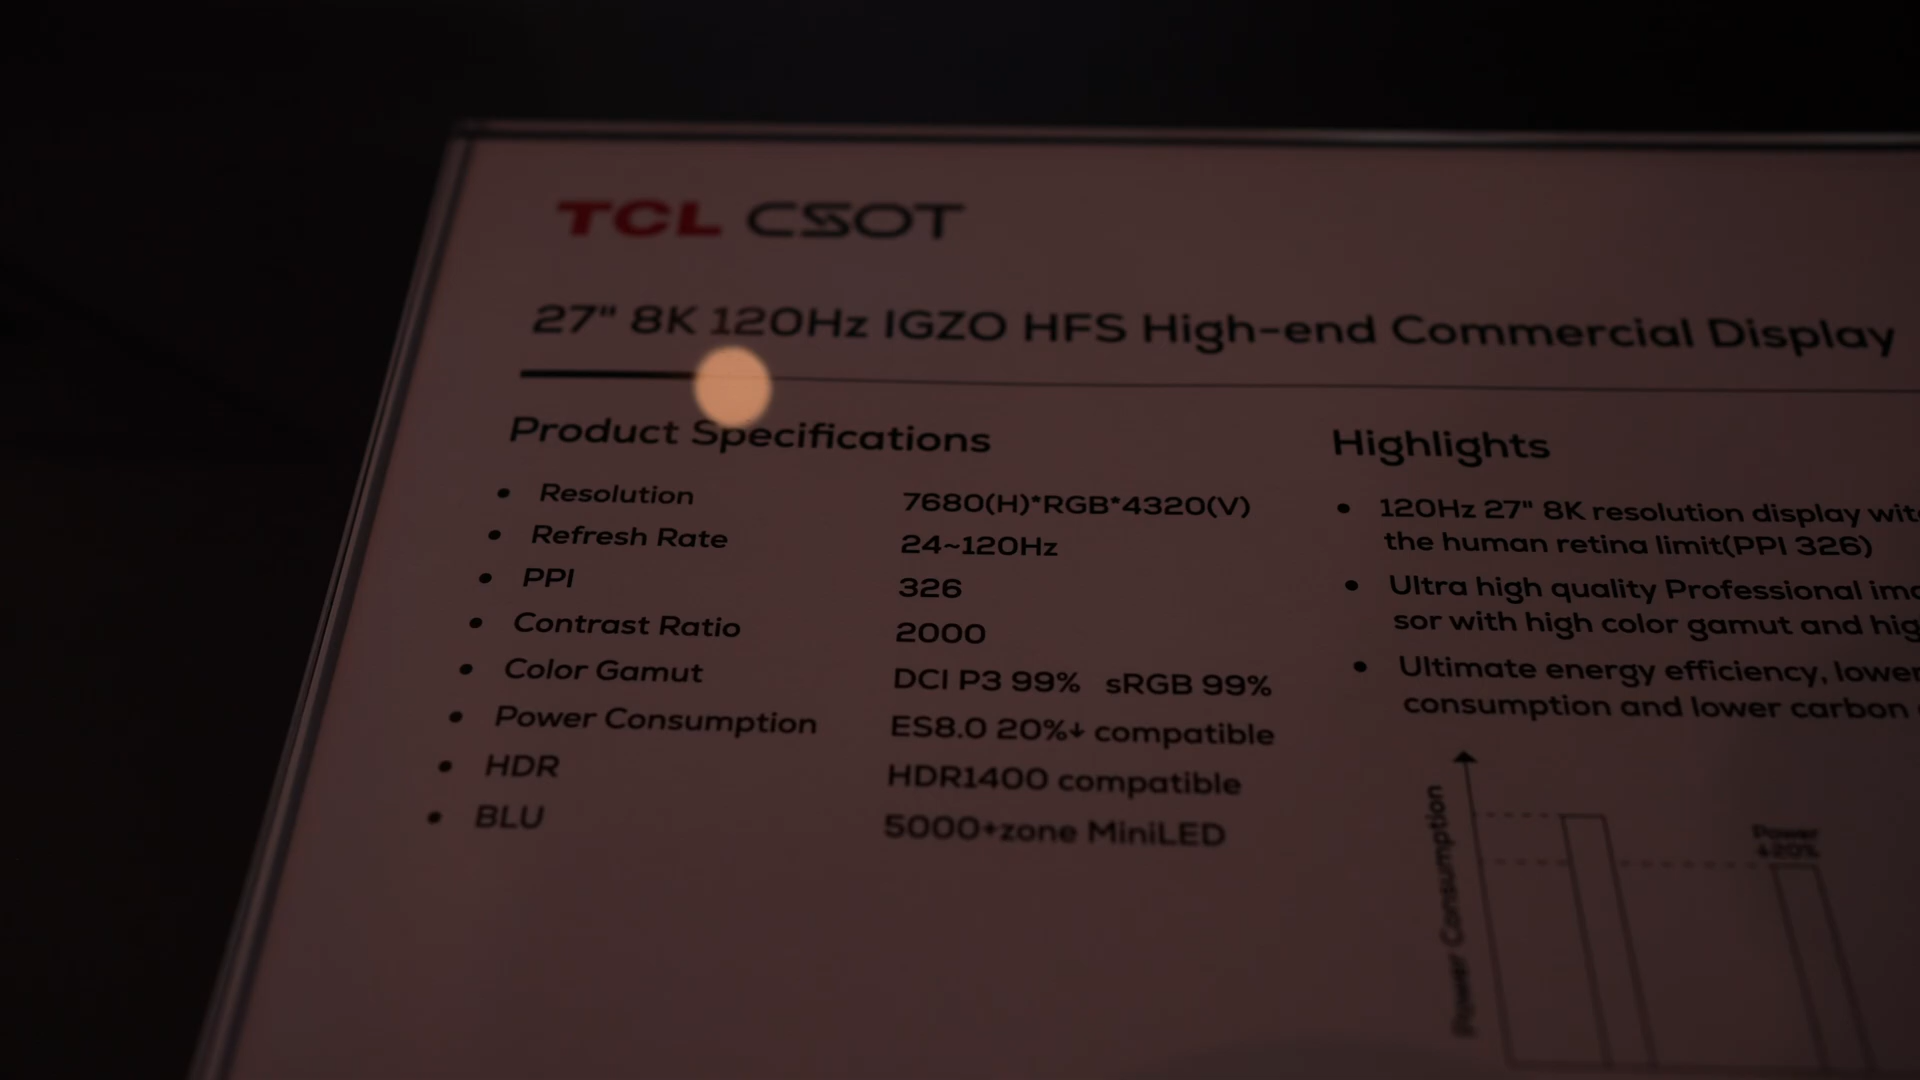 TCL CSOT
27" 8K 120Hz IGZO HFS High-end Commercial Display
Product Specifications
• Resolution 7680(H)*RGB*4320(V)
• Refresh Rate 24~120Hz
• PPI 326
• Contrast Ratio 2000
• Color Gamut DCI P3 99% sRGB 99%
• Power Consumption ES8.0 20%↓ compatible
• HDR HDR1400 compatible
• BLU 5000+zone MiniLED
Highlights
• 120Hz 27" 8K resolution display
the human retina limit(PPI 326)
• Ultra high quality Professional
sor with high color gamut and
• Ultimate energy efficiency, lower
consumption and lower carbon
Power Consumption
Power
↓20%